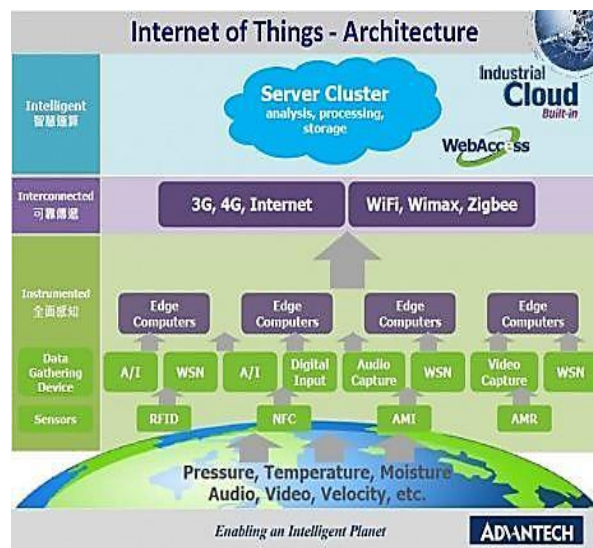 Internet of Things - Architecture
Intelligent
智慧運算
Server Cluster
analysis, processing,
storage
Industrial
Cloud
Built-in
WebAccess
Interconnected
可靠傳遞
3G, 4G, Internet
WiFi, Wimax, Zigbee
Instrumented
全面感知
Edge
Computers
Edge
Computers
Edge
Computers
Edge
Computers
Data
Gathering
Device
A/I
WSN
A/I
Digital
Input
Audio
Capture
WSN
Video
Capture
WSN
Sensors
RFID
NFC
AMI
AMR
Pressure, Temperature, Moisture
Audio, Video, Velocity, etc.
Enabling an Intelligent Planet
ADVANTECH